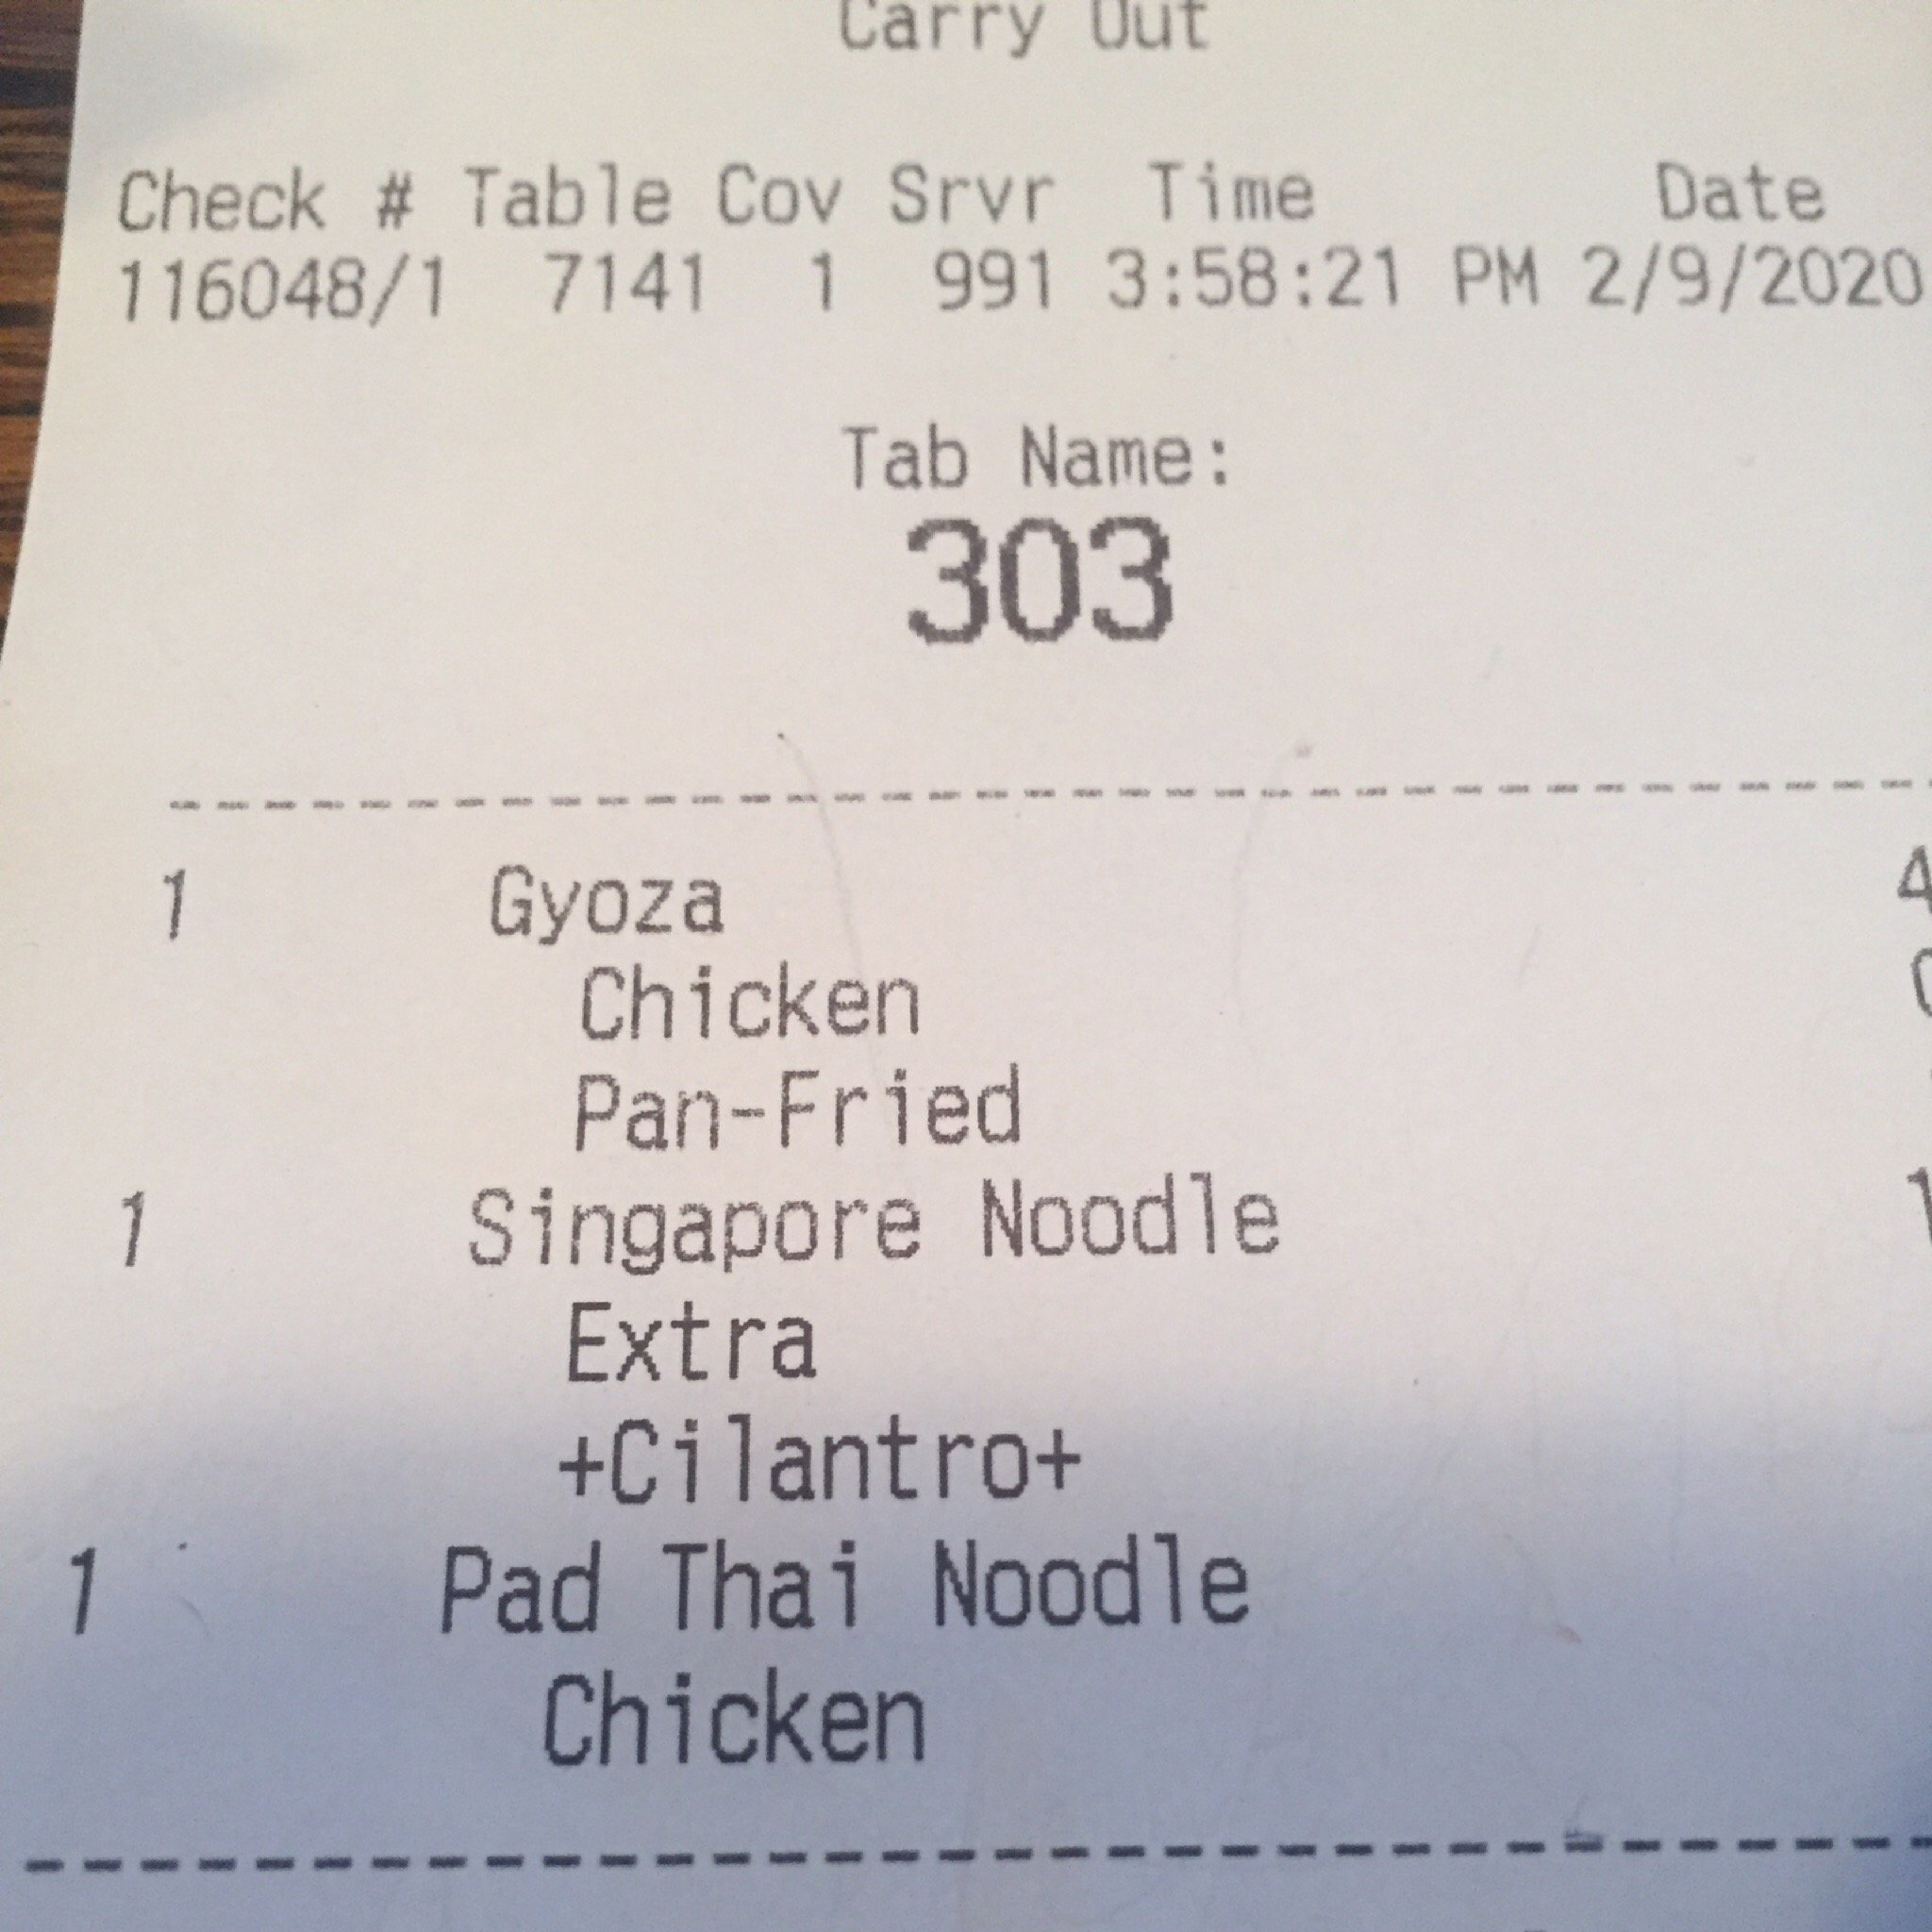 Carry Out
Check # Table Cov Srvr Time Date
116048/1 7141 1 991 3:58:21 PM 2/9/2020
Tab Name:
303
1 Gyoza 4
Chicken
Pan-Fried
1 Singapore Noodle 1
Extra
+Cilantro+
1 Pad Thai Noodle
Chicken